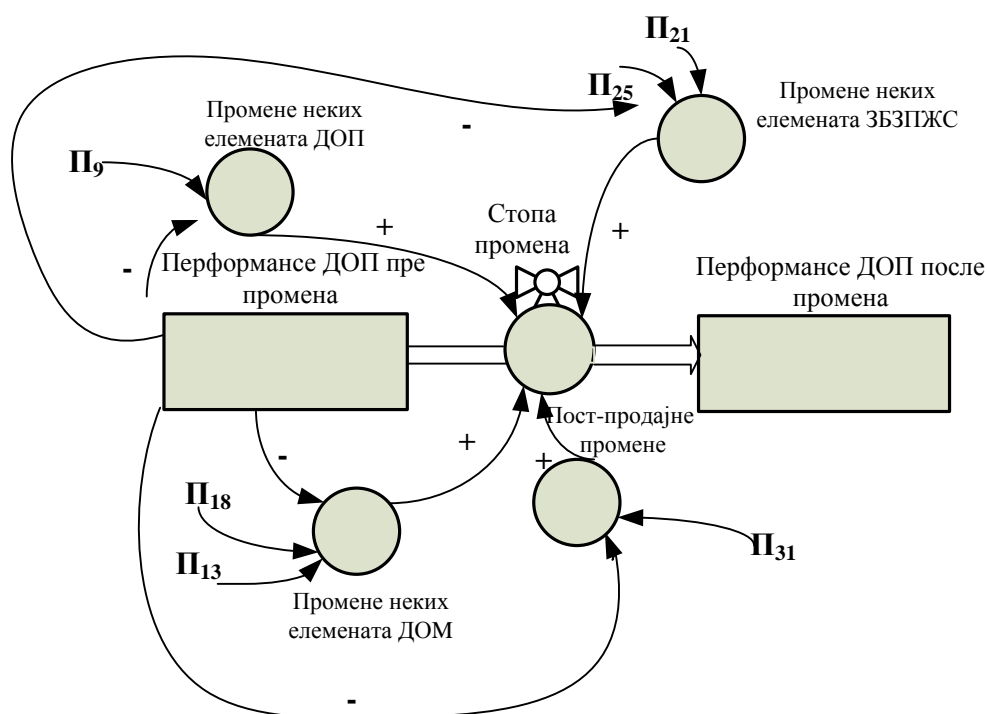 П21
П25
Промене неких
елемената ЗБЗПЖС
-
Промене неких
елемената ДОП
П9
+
Стопа
промена
+
-
Перформансе ДОП пре
промена
Перформансе ДОП после
промена
Пост-продајне
промене
-
+
+
П18
П13
П31
Промене неких
елемената ДОМ
-